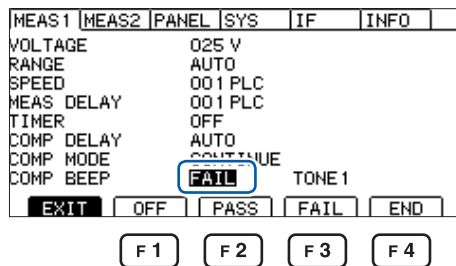 MEAS1 MEAS2 PANEL SYS IF INFO
VOLTAGE 025 V
RANGE AUTO
SPEED 001 PLC
MEAS DELAY 001 PLC
TIMER OFF
COMP DELAY AUTO
COMP MODE CONTINUE
COMP BEEP FAIL TONE1
EXIT OFF PASS FAIL END
F1 F2 F3 F4